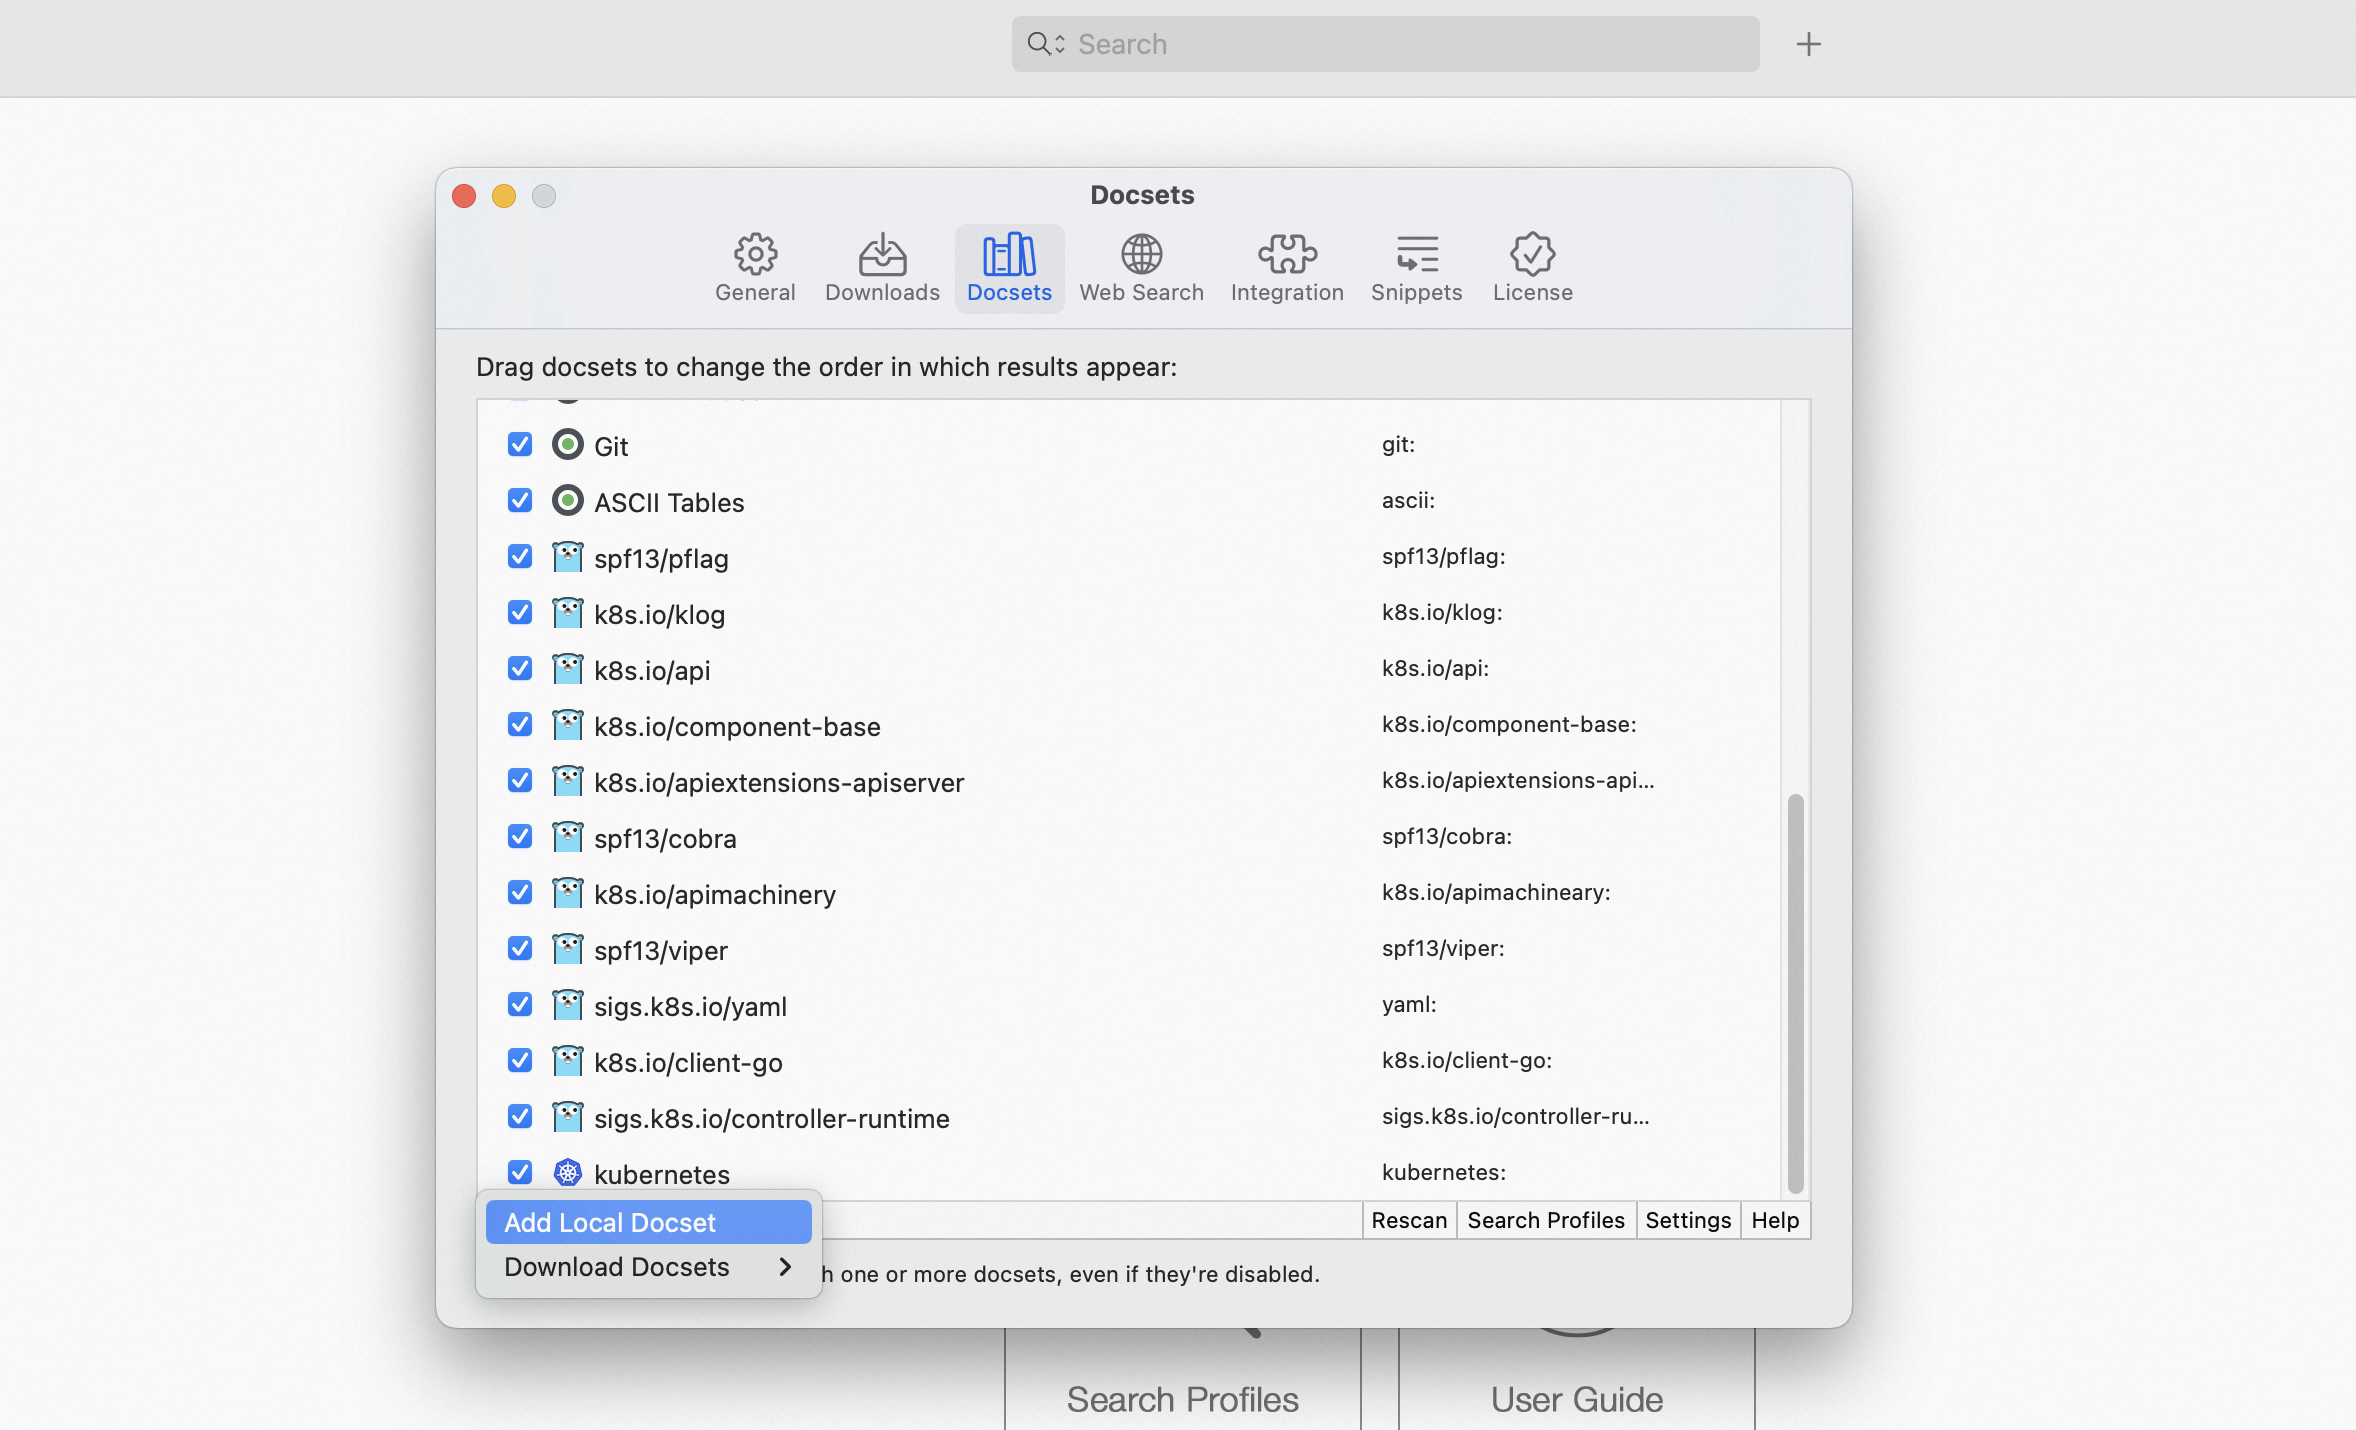 Search
Docsets
General Downloads Docsets Web Search Integration Snippets License
Drag docsets to change the order in which results appear:
Git git:
ASCII Tables ascii:
spf13/pflag spf13/pflag:
k8s.io/klog k8s.io/klog:
k8s.io/api k8s.io/api:
k8s.io/component-base k8s.io/component-base:
k8s.io/apiextensions-apiserver k8s.io/apiextensions-api...
spf13/cobra spf13/cobra:
k8s.io/apimachinery k8s.io/apimachineary:
spf13/viper spf13/viper:
sigs.k8s.io/yaml yaml:
k8s.io/client-go k8s.io/client-go:
sigs.k8s.io/controller-runtime sigs.k8s.io/controller-ru...
kubernetes kubernetes:
Add Local Docset Rescan Search Profiles Settings Help
Download Docsets
one or more docsets, even if they're disabled.
Search Profiles User Guide